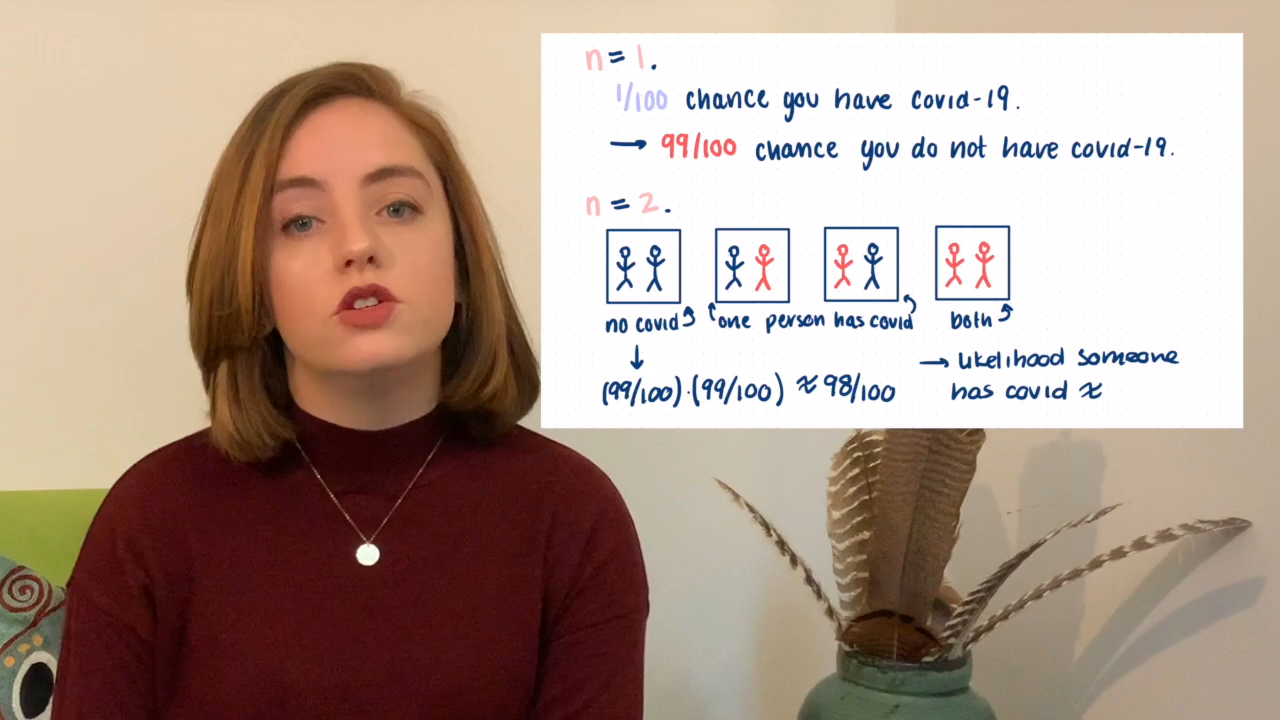 n = 1.
1/100 chance you have covid-19.
→ 99/100 chance you do not have covid-19.
n = 2.
no covid one person has covid both
(99/100)·(99/100) ≈ 98/100
→ likelihood someone
has covid ≈